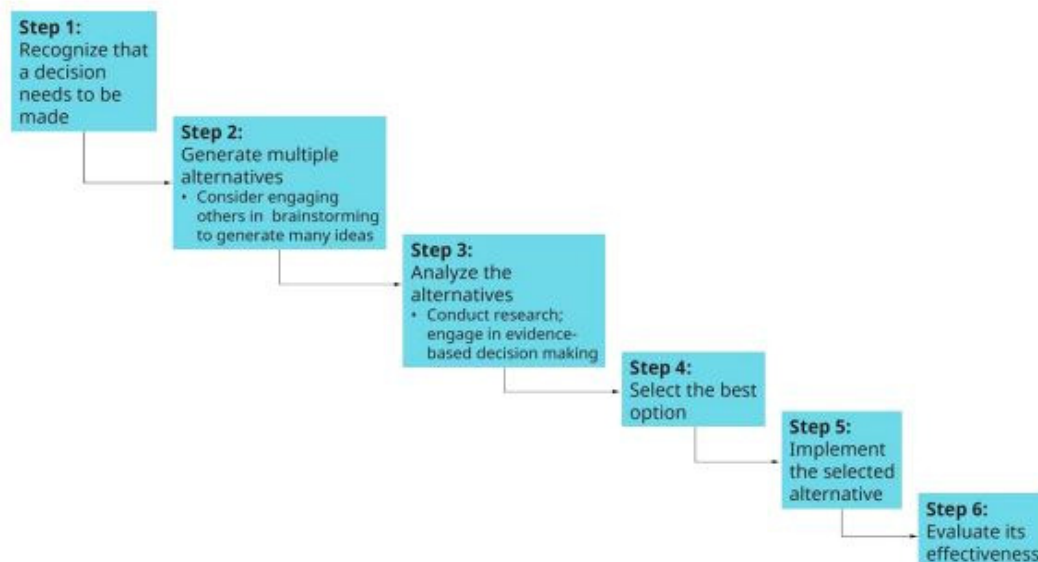 Step 1:
Recognize that
a decision
needs to be
made
Step 2:
Generate multiple
alternatives
• Consider engaging
others in brainstorming
to generate many ideas
Step 3:
Analyze the
alternatives
• Conduct research;
engage in evidence-
based decision making
Step 4:
Select the best
option
Step 5:
Implement
the selected
alternative
Step 6:
Evaluate its
effectiveness